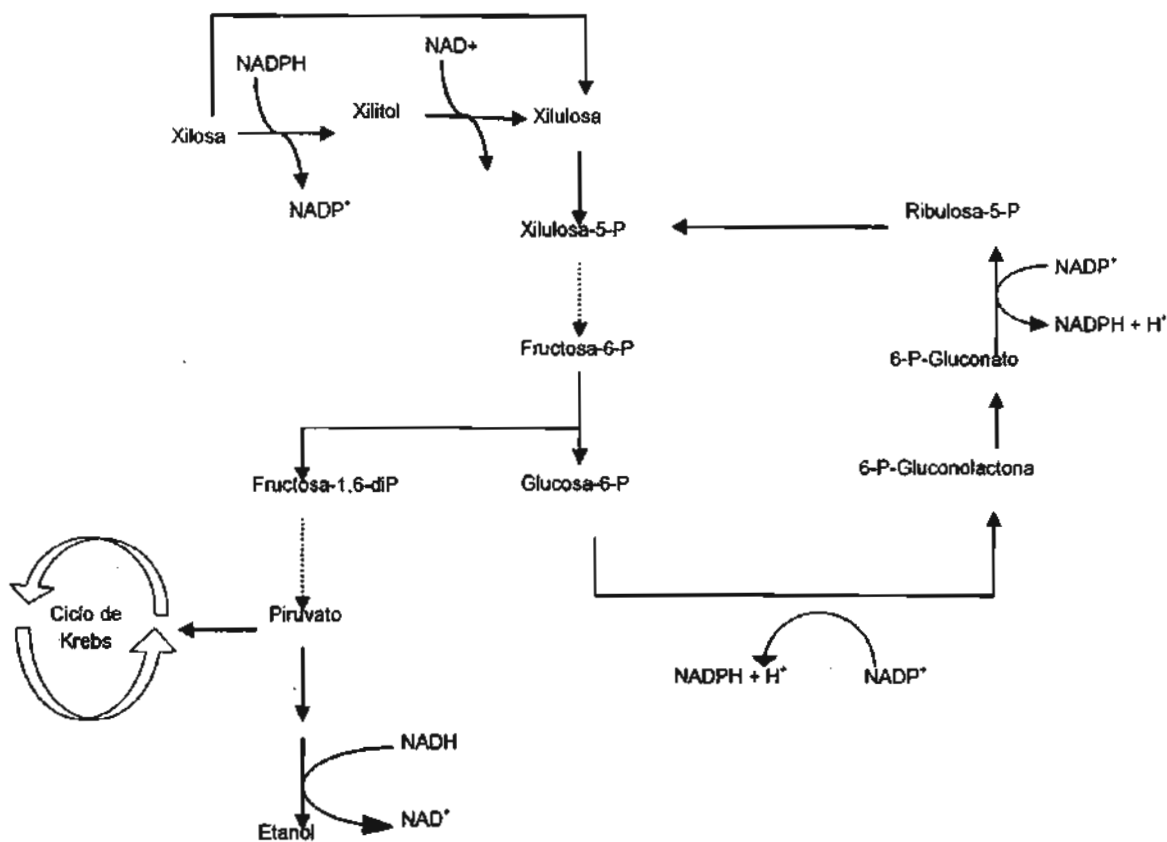 NAD+
NADPH
Xilitol
Xilulosa
Xilosa
NADP⁺
Ribulosa-5-P
Xilulosa-5-P
NADP⁺
NADPH + H⁺
Fructosa-6-P
6-P-Gluconato
6-P-Gluconolactona
Fructosa-1,6-diP
Glucosa-6-P
Ciclo de
Krebs
Piruvato
NADPH + H⁺
NADP⁺
NADH
NAD⁺
Etanol